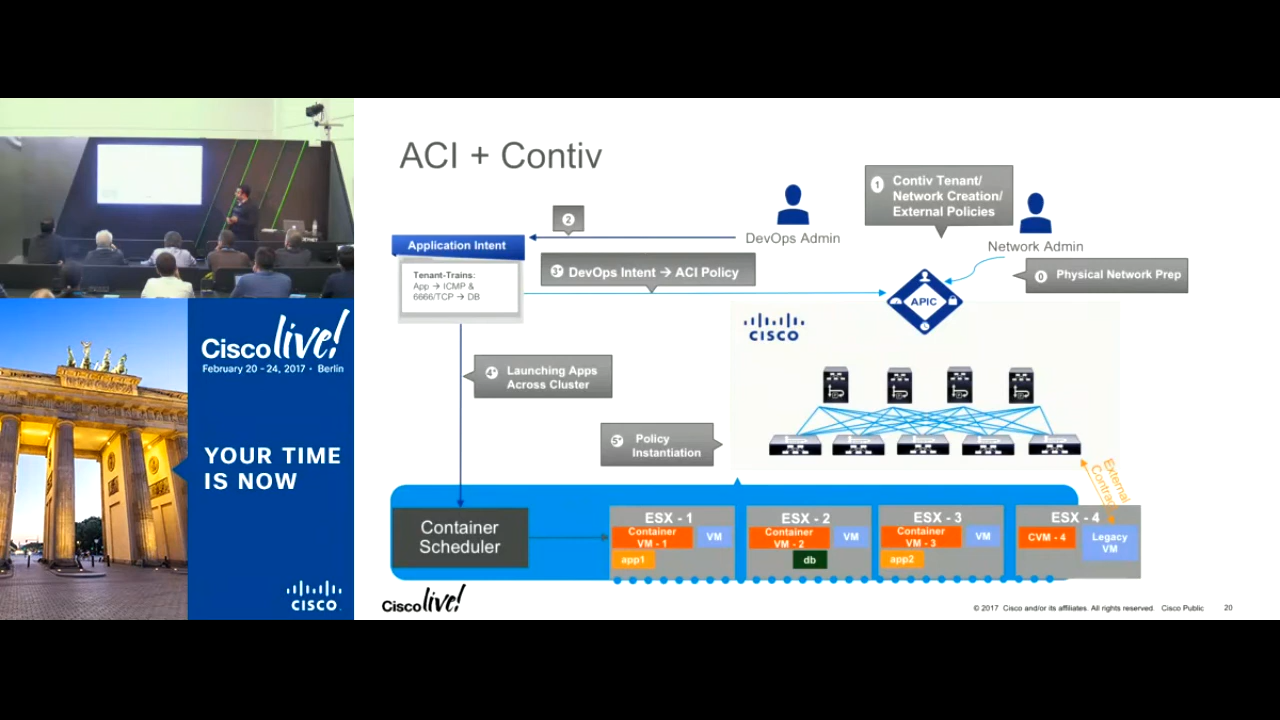 ACI + Contiv
1 Contiv Tenant/
Network Creation/
External Policies
2
DevOps Admin
Network Admin
Application Intent
Tenant-Trains:
App → ICMP &
6666/TCP → DB
3* DevOps Intent → ACI Policy
APIC
0 Physical Network Prep
CISCO
4* Launching Apps
Across Cluster
5* Policy
Instantiation
External
Contract
Container
Scheduler
ESX - 1
Container
VM - 1
VM
app1
ESX - 2
Container
VM - 2
VM
db
ESX - 3
Container
VM - 3
VM
app2
ESX - 4
CVM - 4
Legacy
VM
Cisco live!
© 2017 Cisco and/or its affiliates. All rights reserved. Cisco Public 20
Cisco live!
February 20 - 24, 2017 • Berlin
YOUR TIME
IS NOW
CISCO